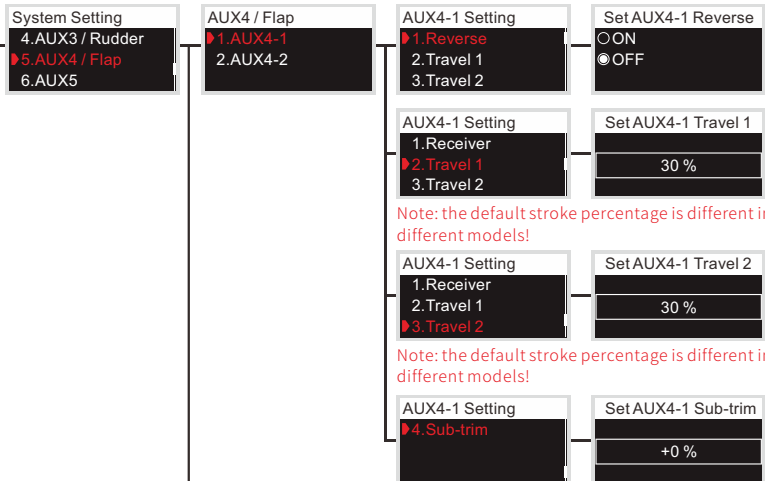 System Setting
4.AUX3 / Rudder
5.AUX4 / Flap
6.AUX5
AUX4 / Flap
1.AUX4-1
2.AUX4-2
AUX4-1 Setting
1.Reverse
2.Travel 1
3.Travel 2
Set AUX4-1 Reverse
ON
OFF
AUX4-1 Setting
1.Receiver
2.Travel 1
3.Travel 2
Set AUX4-1 Travel 1
30 %
Note: the default stroke percentage is different in
different models!
AUX4-1 Setting
1.Receiver
2.Travel 1
3.Travel 2
Set AUX4-1 Travel 2
30 %
Note: the default stroke percentage is different in
different models!
AUX4-1 Setting
4.Sub-trim
Set AUX4-1 Sub-trim
+0 %